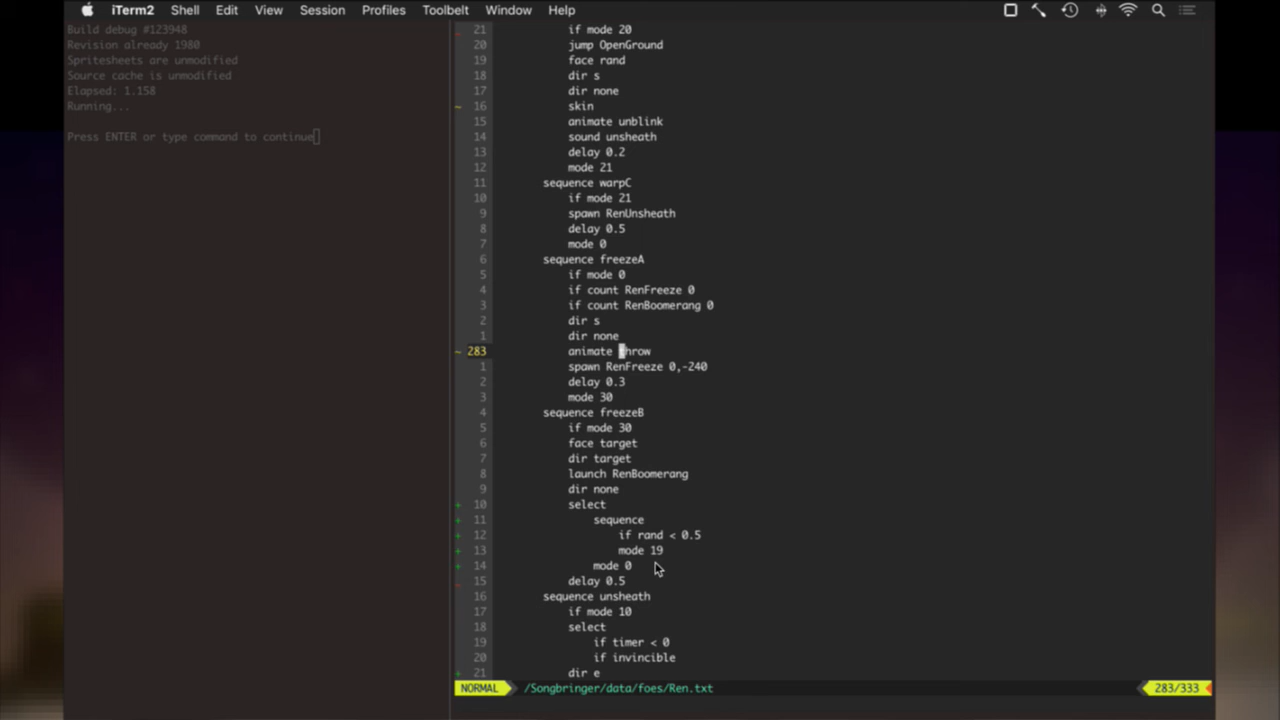 iTerm2 Shell Edit View Session Profiles Toolbelt Window Help
Build debug #123948
Revision already 1980
Spritesheets are unmodified
Source cache is unmodified
Elapsed: 1.158
Running...
Press ENTER or type command to continue
21 if mode 20
20 jump OpenGround
19 face rand
18 dir s
17 dir none
~ 16 skin
15 animate unblink
14 sound unsheath
13 delay 0.2
12 mode 21
11 sequence warpC
10 if mode 21
9 spawn RenUnsheath
8 delay 0.5
7 mode 0
6 sequence freezeA
5 if mode 0
4 if count RenFreeze 0
3 if count RenBoomerang 0
2 dir s
1 dir none
~ 283 animate throw
1 spawn RenFreeze 0,-240
2 delay 0.3
3 mode 30
4 sequence freezeB
5 if mode 30
6 face target
7 dir target
8 launch RenBoomerang
9 dir none
+ 10 select
+ 11 sequence
+ 12 if rand < 0.5
+ 13 mode 19
+ 14 mode 0
_ 15 delay 0.5
16 sequence unsheath
17 if mode 10
18 select
19 if timer < 0
20 if invincible
+ 21 dir e
NORMAL /Songbringer/data/foes/Ren.txt 283/333